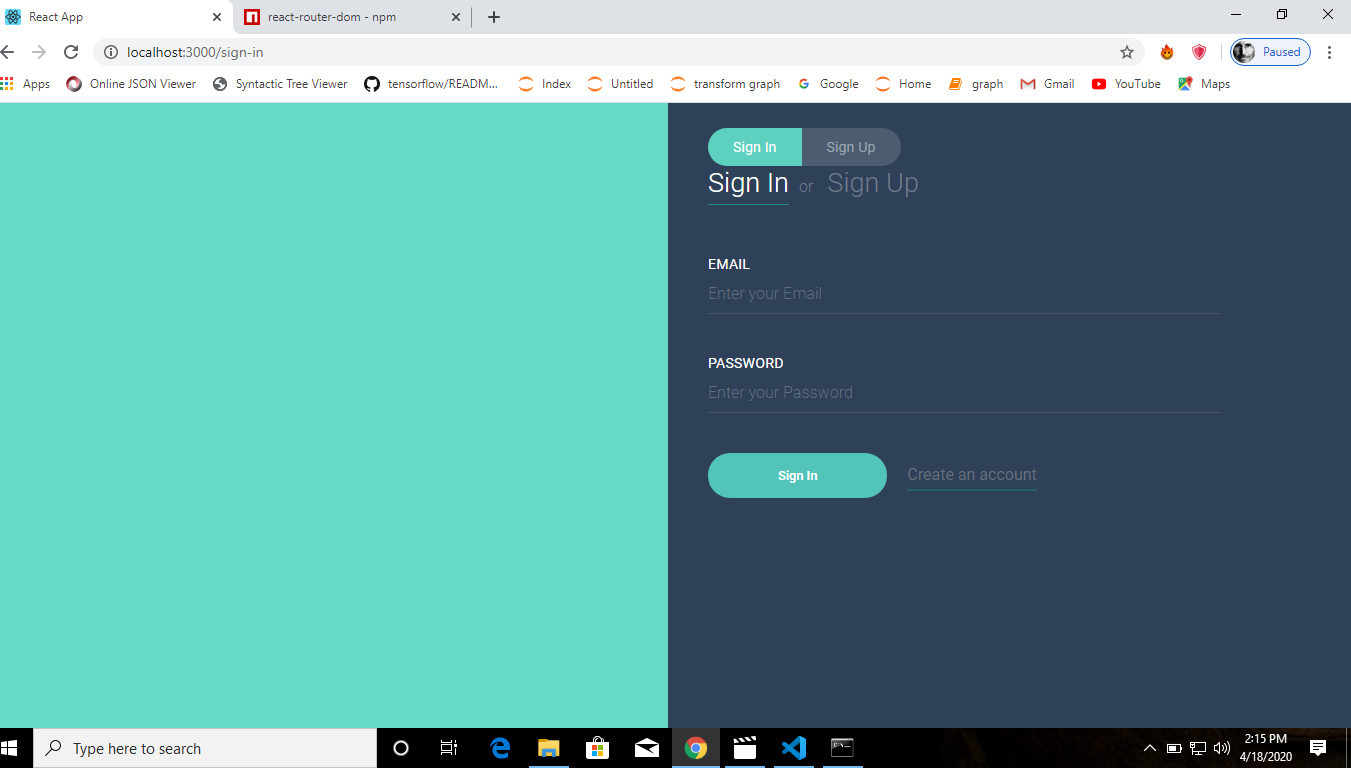 React App
react-router-dom - npm
localhost:3000/sign-in
Paused
Apps Online JSON Viewer Syntactic Tree Viewer tensorflow/READM... Index Untitled transform graph Google Home graph Gmail YouTube Maps
Sign In Sign Up
Sign In or Sign Up
EMAIL
Enter your Email
PASSWORD
Enter your Password
Sign In Create an account
Type here to search
2:15 PM
4/18/2020